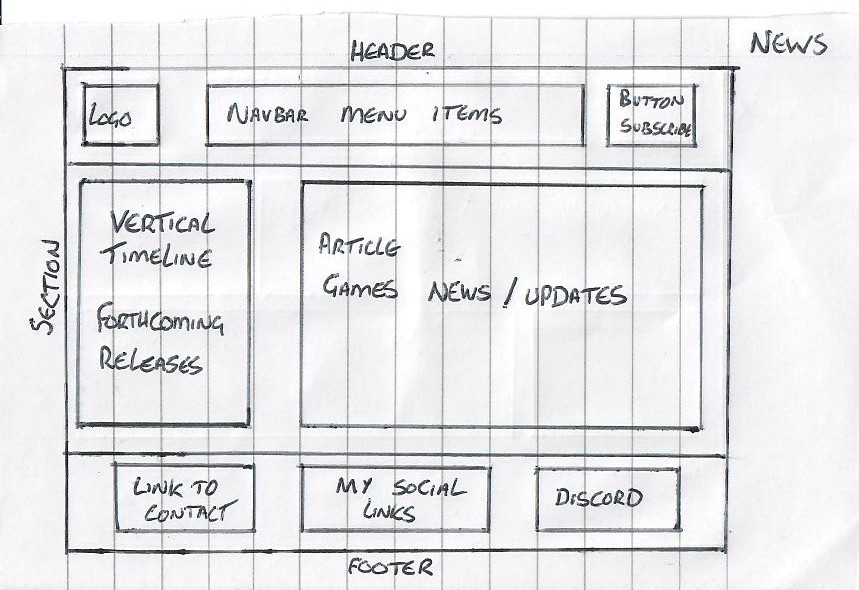 NEWS
HEADER
LOGO
NAVBAR MENU ITEMS
BUTTON
SUBSCRIBE
SECTION
VERTICAL
TIMELINE
FORTHCOMING
RELEASES
ARTICLE
GAMES NEWS / UPDATES
LINK TO
CONTACT
MY SOCIAL
LINKS
DISCORD
FOOTER